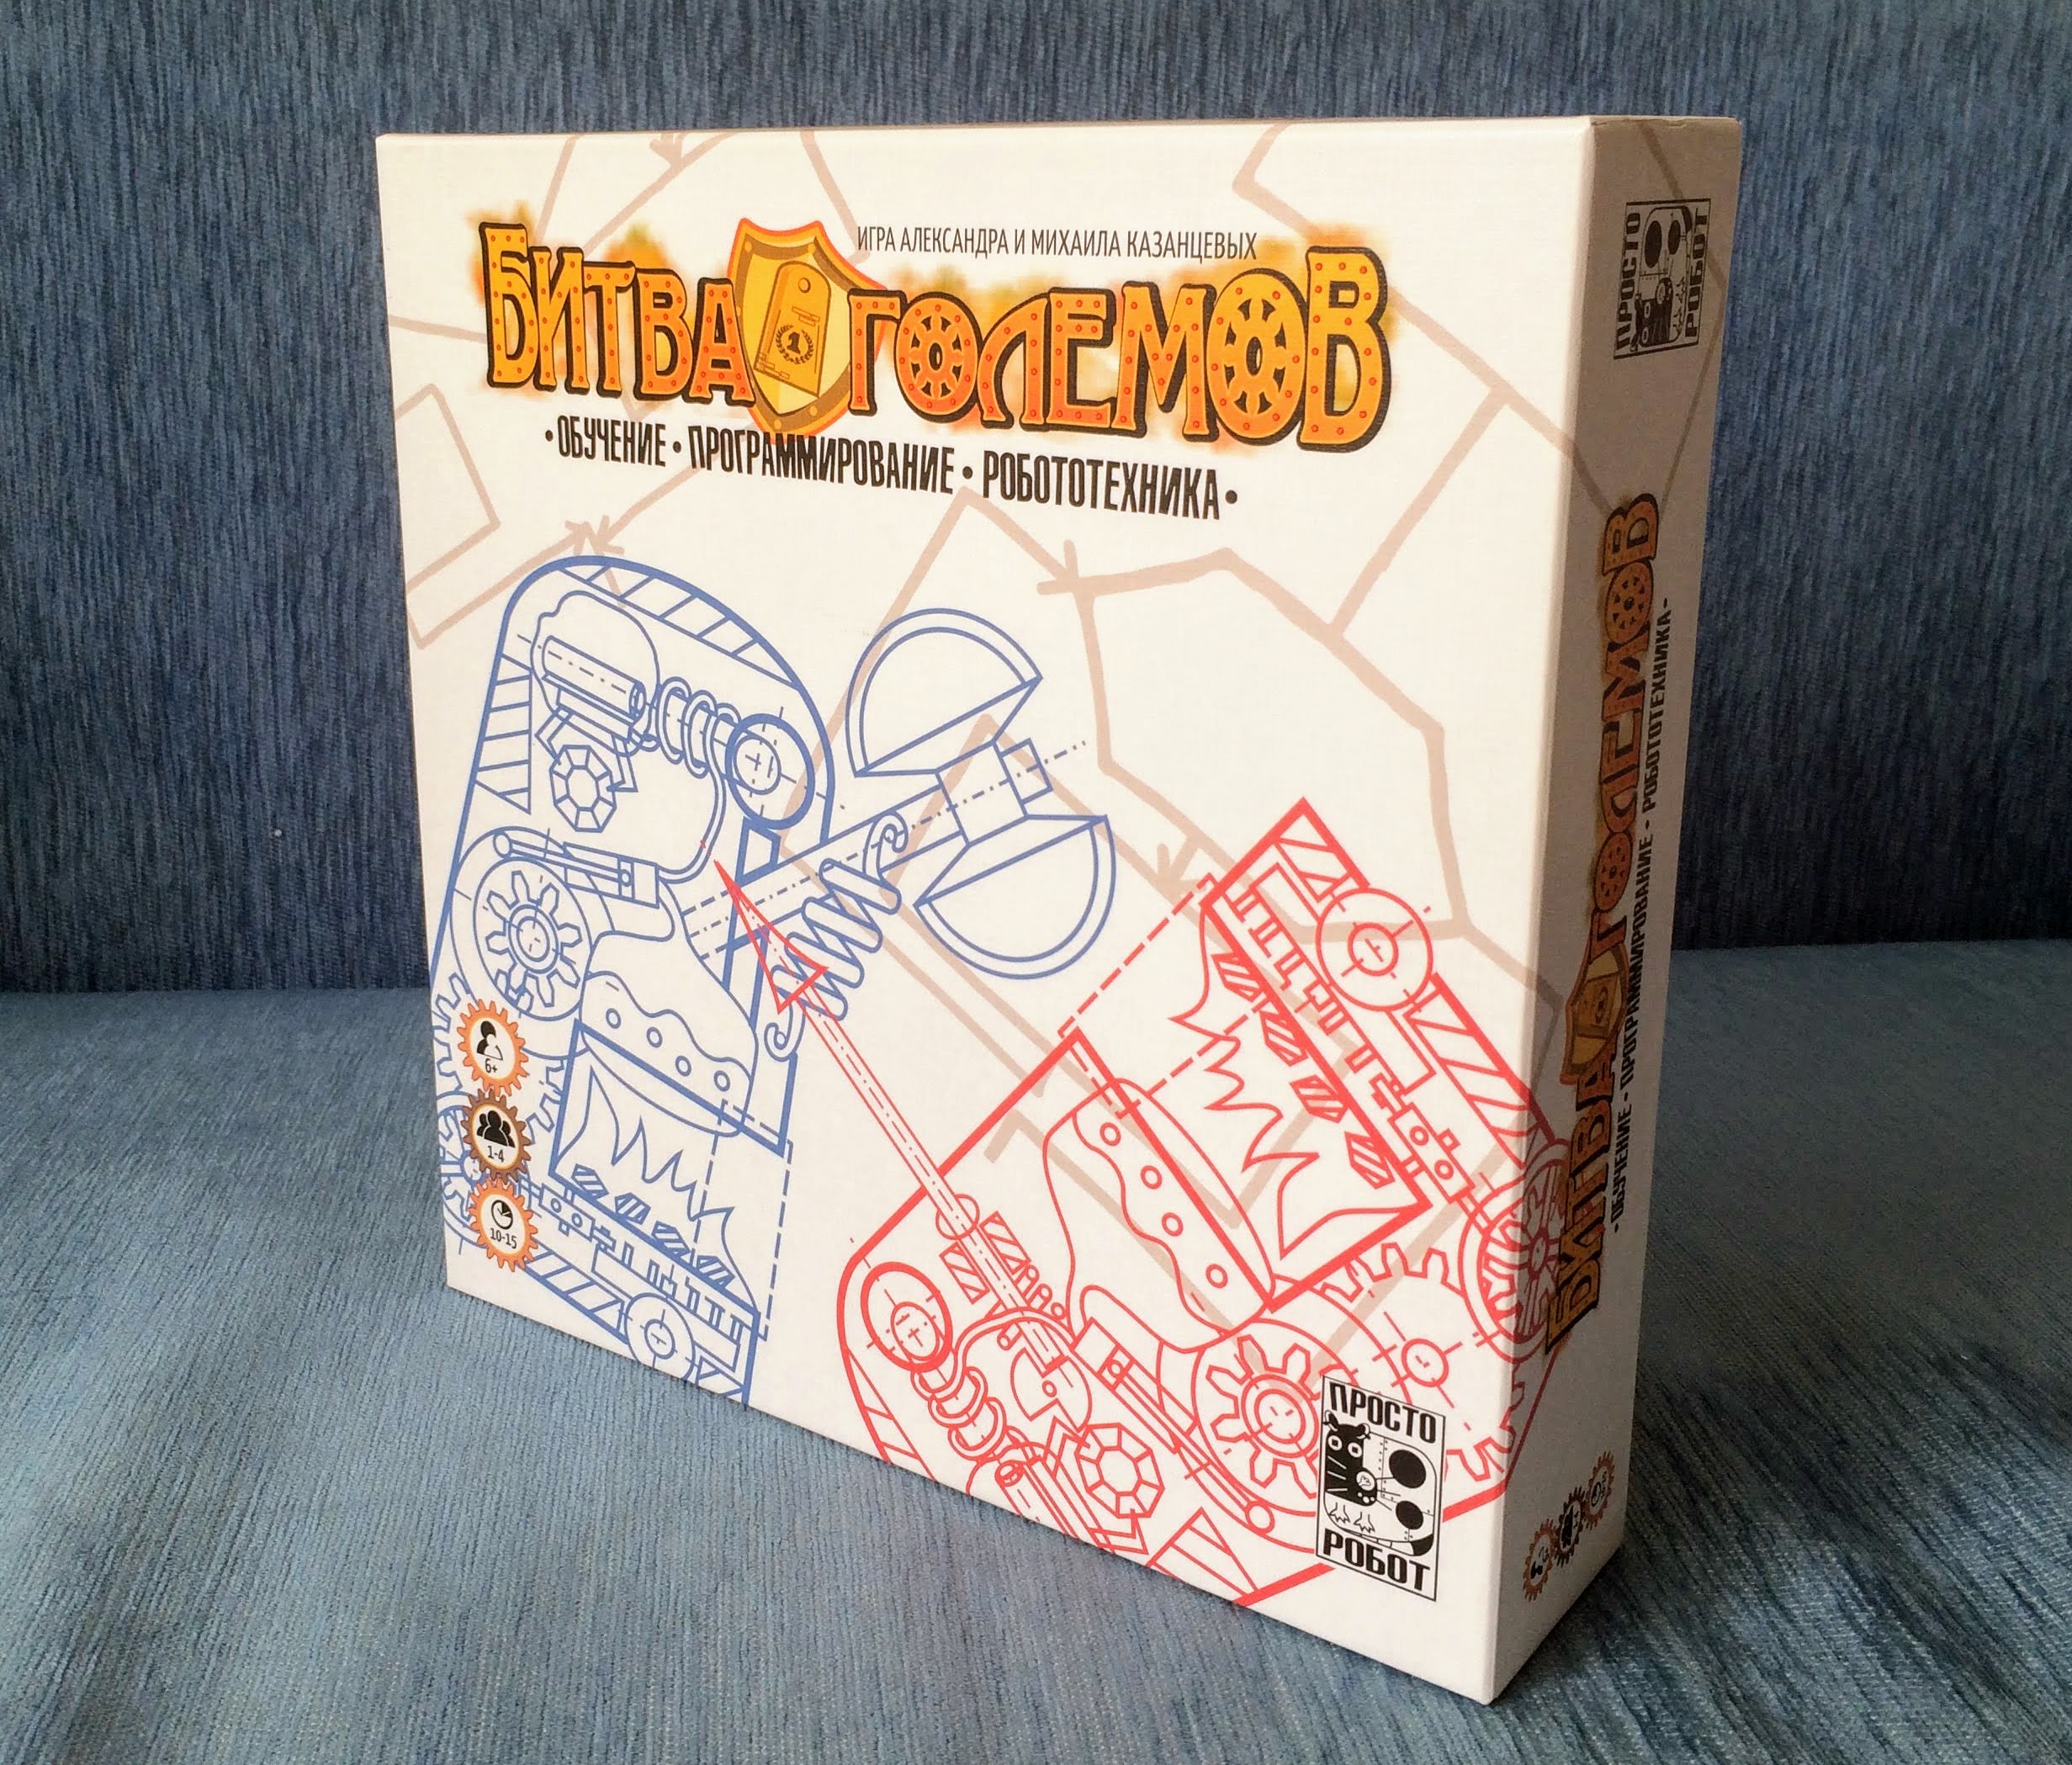 ИГРА АЛЕКСАНДРА И МИХАИЛА КАЗАНЦЕВЫХ
БИТВА ГОЛЕМОВ
•ОБУЧЕНИЕ • ПРОГРАММИРОВАНИЕ • РОБОТОТЕХНИКА•
1
6+
1-4
10-15
ПРОСТО
РОБОТ
ПРОСТО
РОБОТ
БИТВА ГОЛЕМОВ
•ОБУЧЕНИЕ • ПРОГРАММИРОВАНИЕ • РОБОТОТЕХНИКА•